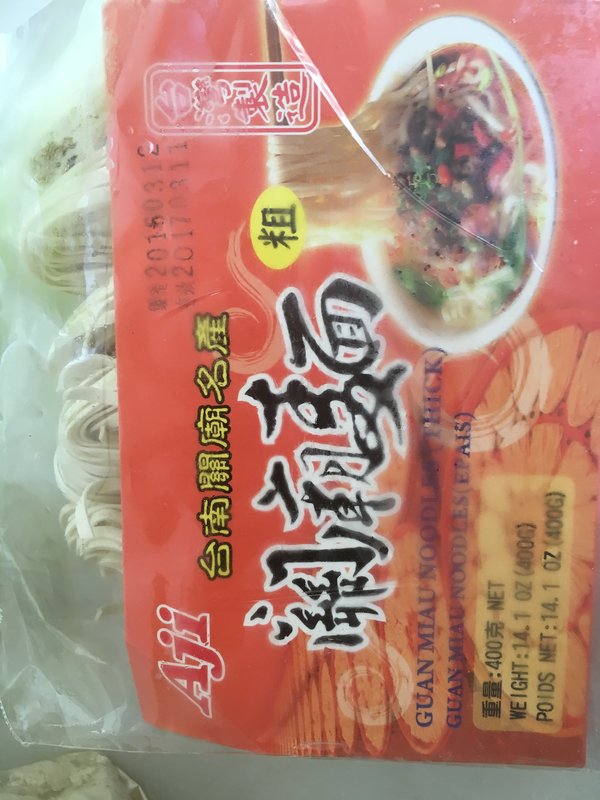 Aji
台南關廟名產
關廟麵
粗
台灣製造
20160312
20170311
GUAN MIAU NOODLES (THICK)
GUAN MIAU NOODLES (EPAIS)
重量:400克 NET
WEIGHT:14.1 OZ (400G)
POIDS NET:14.1 OZ (400G)